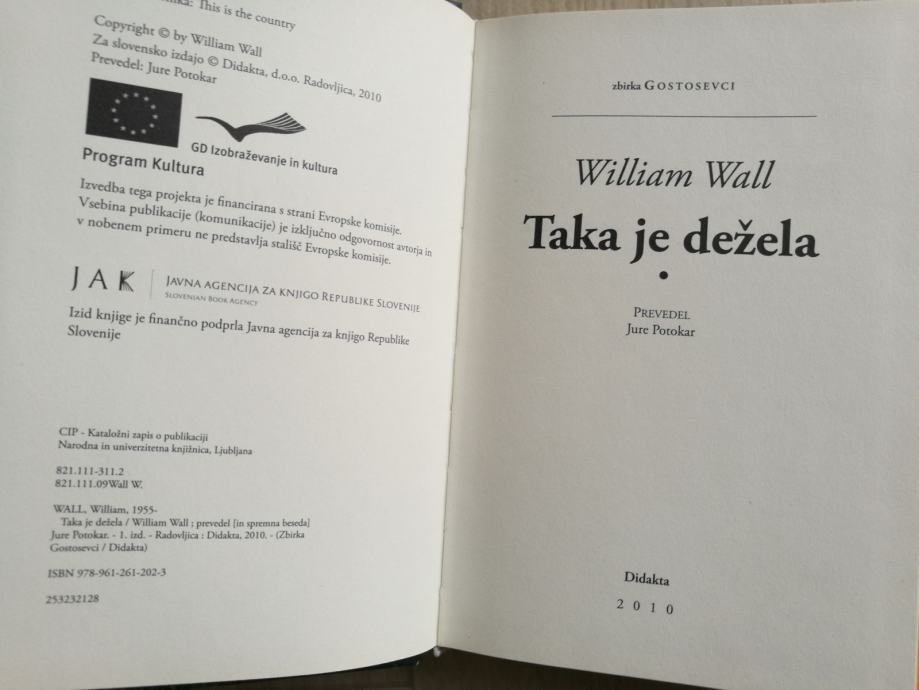 This is the country
Copyright © by William Wall
Za slovensko izdajo © Didakta, d.o.o. Radovljica, 2010
Prevedel: Jure Potokar
GD Izobraževanje in kultura
Program Kultura
Izvedba tega projekta je financirana s strani Evropske komisije.
Vsebina publikacije (komunikacije) je izključno odgovornost avtorja in
v nobenem primeru ne predstavlja stališč Evropske komisije.
JAK
JAVNA AGENCIJA ZA KNJIGO REPUBLIKE SLOVENIJE
SLOVENIAN BOOK AGENCY
Izid knjige je finančno podprla Javna agencija za knjigo Republike
Slovenije
CIP - Kataložni zapis o publikaciji
Narodna in univerzitetna knjižnica, Ljubljana
821.111-311.2
821.111.09Wall W.
WALL, William, 1955-
Taka je dežela / William Wall ; prevedel [in spremna beseda]
Jure Potokar. - 1. izd. - Radovljica : Didakta, 2010. - (Zbirka
Gostosevci / Didakta)
ISBN 978-961-261-202-3
253232128
zbirka GOSTOSEVCI
William Wall
Taka je dežela
•
PREVEDEL
Jure Potokar
Didakta
2010